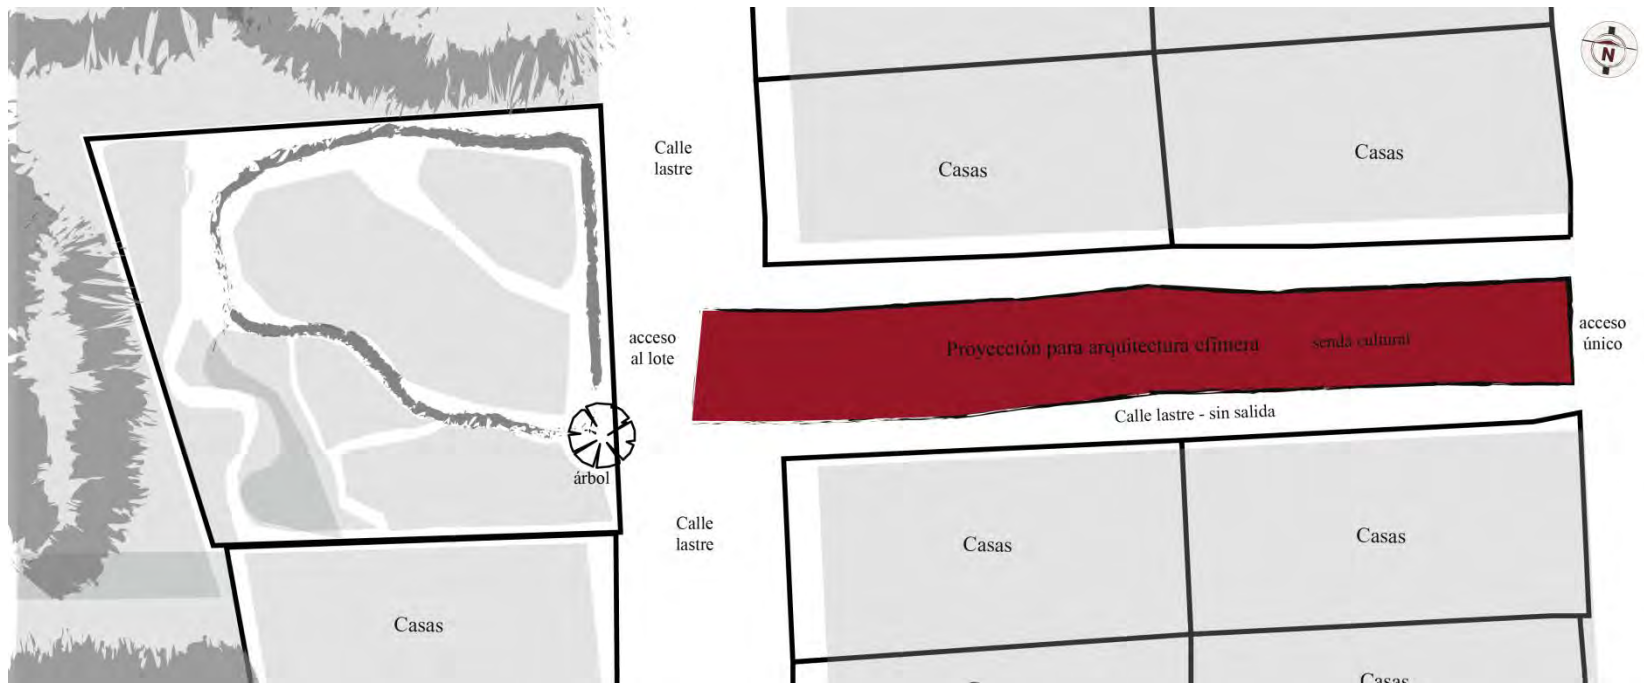 N
Calle
lastre
Casas
Casas
acceso
al lote
Proyección para arquitectura efímera
senda cultural
acceso
único
Calle lastre - sin salida
árbol
Calle
lastre
Casas
Casas
Casas
Casas